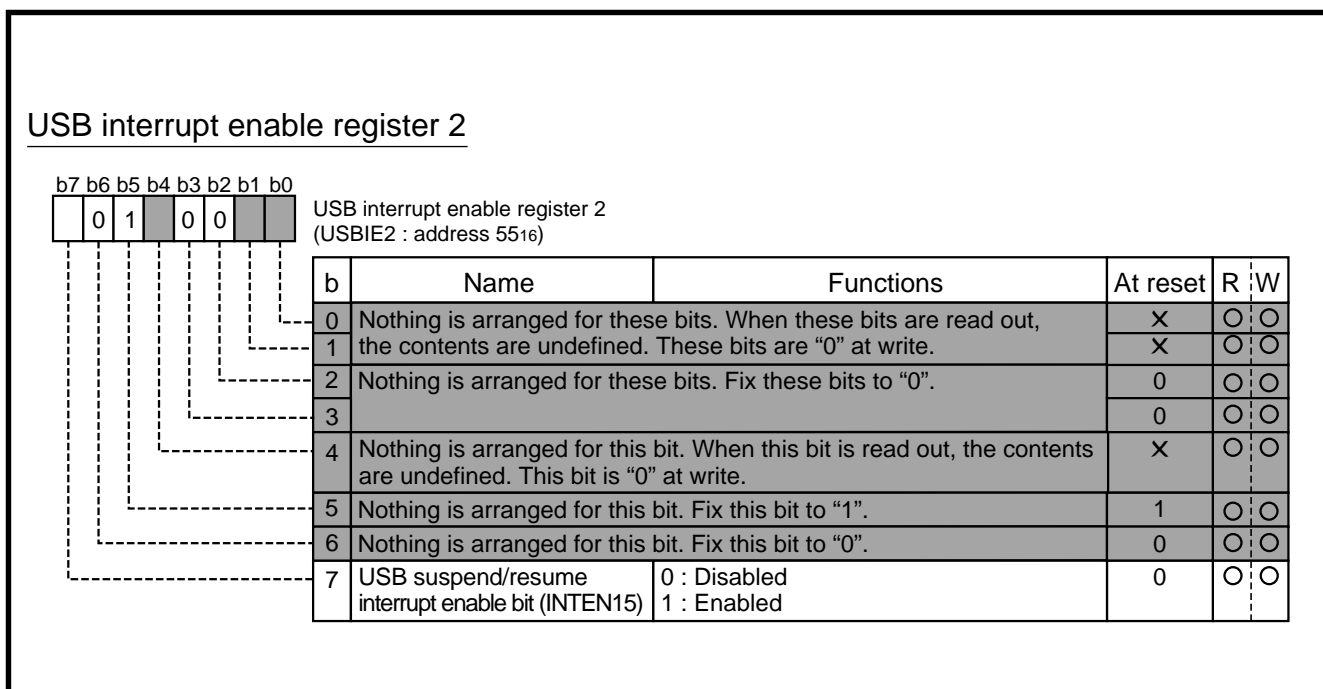 USB interrupt enable register 2
b7 b6 b5 b4 b3 b2 b1 b0
0 1 0 0
USB interrupt enable register 2
(USBIE2 : address 5516)
b Name Functions At reset R W
0 Nothing is arranged for these bits. When these bits are read out, ✕ O O
1 the contents are undefined. These bits are “0” at write. ✕ O O
2 Nothing is arranged for these bits. Fix these bits to “0”. 0 O O
3 0 O O
4 Nothing is arranged for this bit. When this bit is read out, the contents ✕ O O
are undefined. This bit is “0” at write.
5 Nothing is arranged for this bit. Fix this bit to “1”. 1 O O
6 Nothing is arranged for this bit. Fix this bit to “0”. 0 O O
7 USB suspend/resume 0 : Disabled 0 O O
interrupt enable bit (INTEN15) 1 : Enabled